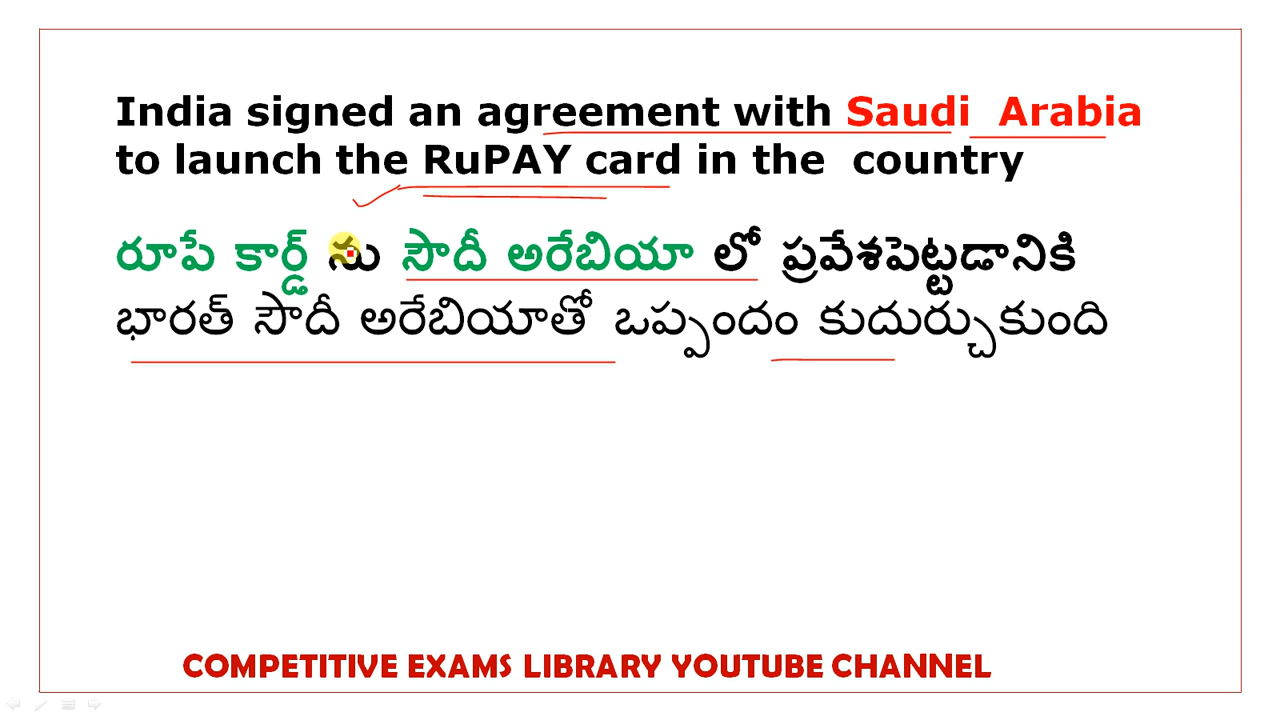 India signed an agreement with Saudi Arabia
to launch the RuPAY card in the country
రూపే కార్డ్ ను సౌదీ అరేబియా లో ప్రవేశపెట్టడానికి
భారత్ సౌదీ అరేబియాతో ఒప్పందం కుదుర్చుకుంది
COMPETITIVE EXAMS LIBRARY YOUTUBE CHANNEL